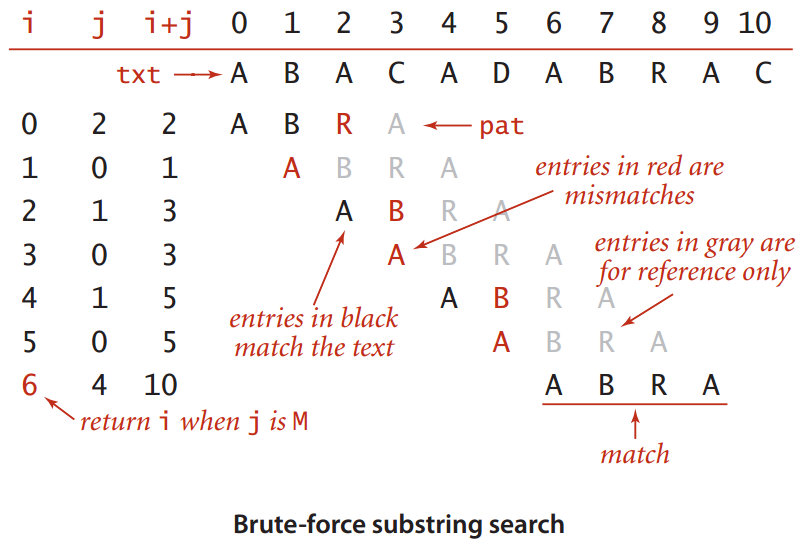 i j i+j 0 1 2 3 4 5 6 7 8 9 10
txt A B A C A D A B R A C
0 2 2 A B R A pat
1 0 1 A B R A
entries in red are
mismatches
2 1 3 A B R A
3 0 3 A B R A
entries in gray are
for reference only
4 1 5 A B R A
entries in black
match the text
5 0 5 A B R A
6 4 10 A B R A
return i when j is M
match
Brute-force substring search